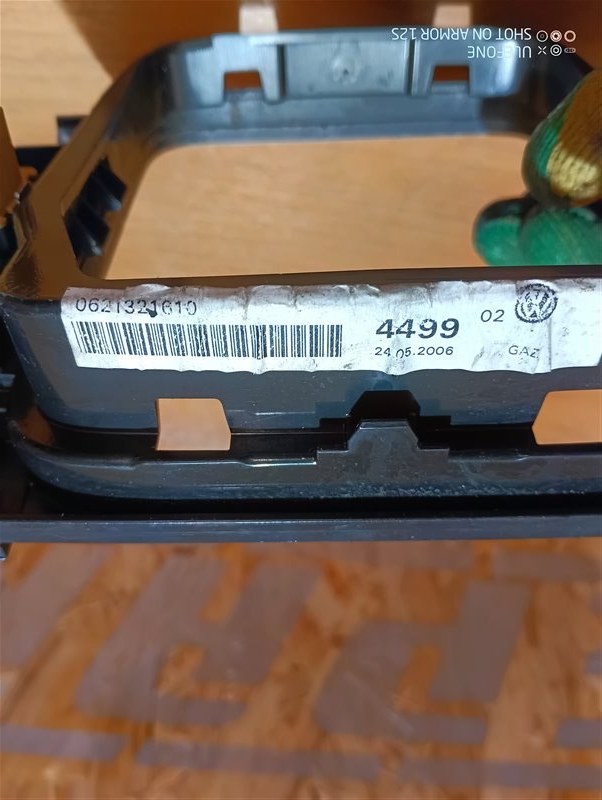 ULEFONE
SHOT ON ARMOR 12S
0621321610
4499
02
24.05.2006
GAZ